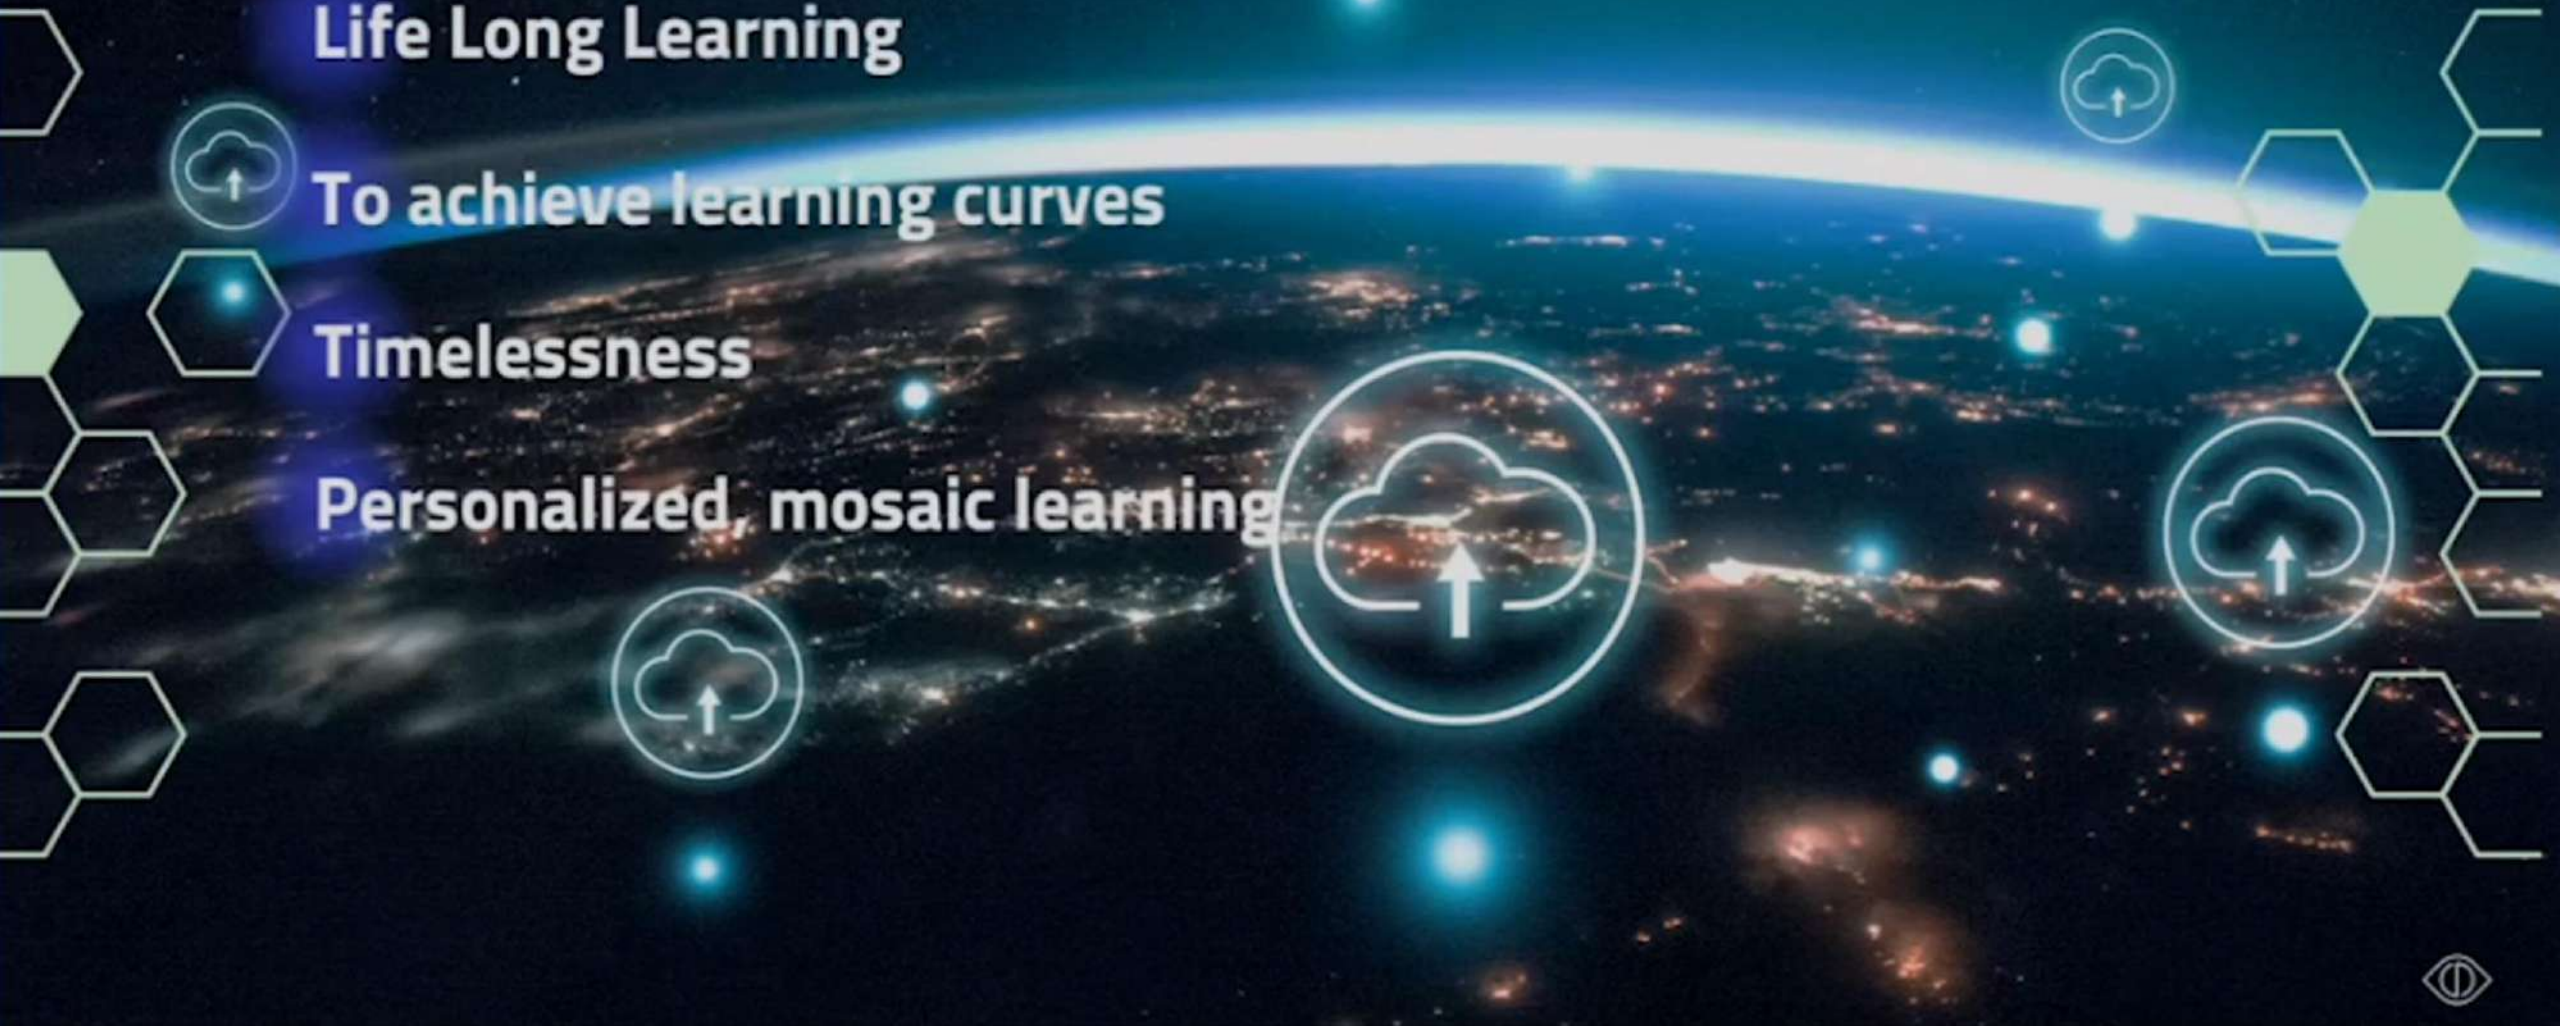 Life Long Learning
To achieve learning curves
Timelessness
Personalized, mosaic learning